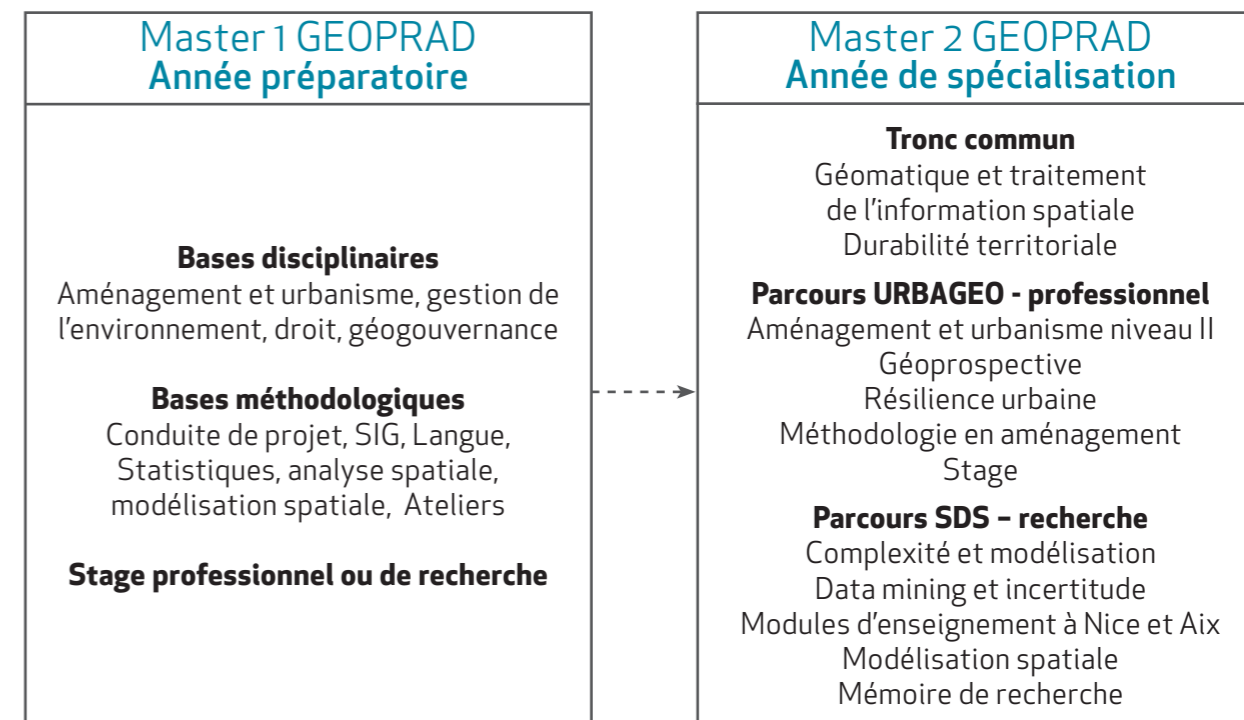 Master 1 GEOPRAD
Année préparatoire
Bases disciplinaires
Aménagement et urbanisme, gestion de
l'environnement, droit, géogouvernance
Bases méthodologiques
Conduite de projet, SIG, Langue,
Statistiques, analyse spatiale,
modélisation spatiale, Ateliers
Stage professionnel ou de recherche
Master 2 GEOPRAD
Année de spécialisation
Tronc commun
Géomatique et traitement
de l'information spatiale
Durabilité territoriale
Parcours URBAGEO - professionnel
Aménagement et urbanisme niveau II
Géoprospective
Résilience urbaine
Méthodologie en aménagement
Stage
Parcours SDS – recherche
Complexité et modélisation
Data mining et incertitude
Modules d'enseignement à Nice et Aix
Modélisation spatiale
Mémoire de recherche